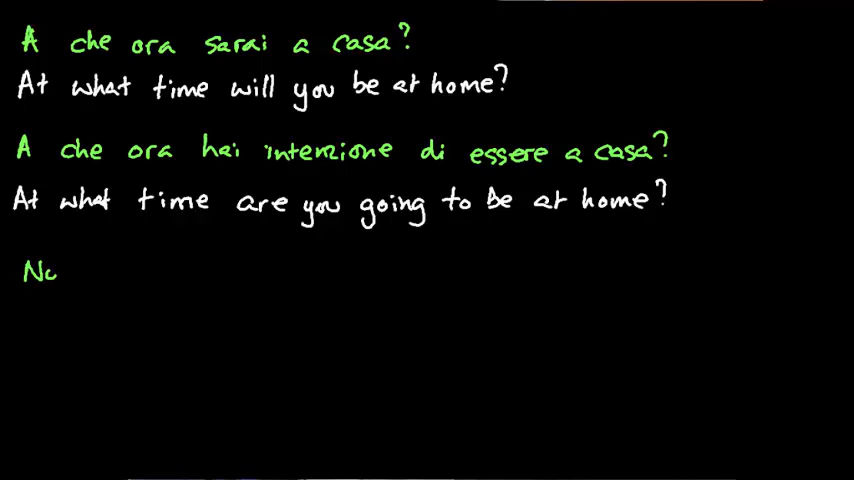 A che ora sarai a casa?
At what time will you be at home?
A che ora hai intenzione di essere a casa?
At what time are you going to be at home?
No